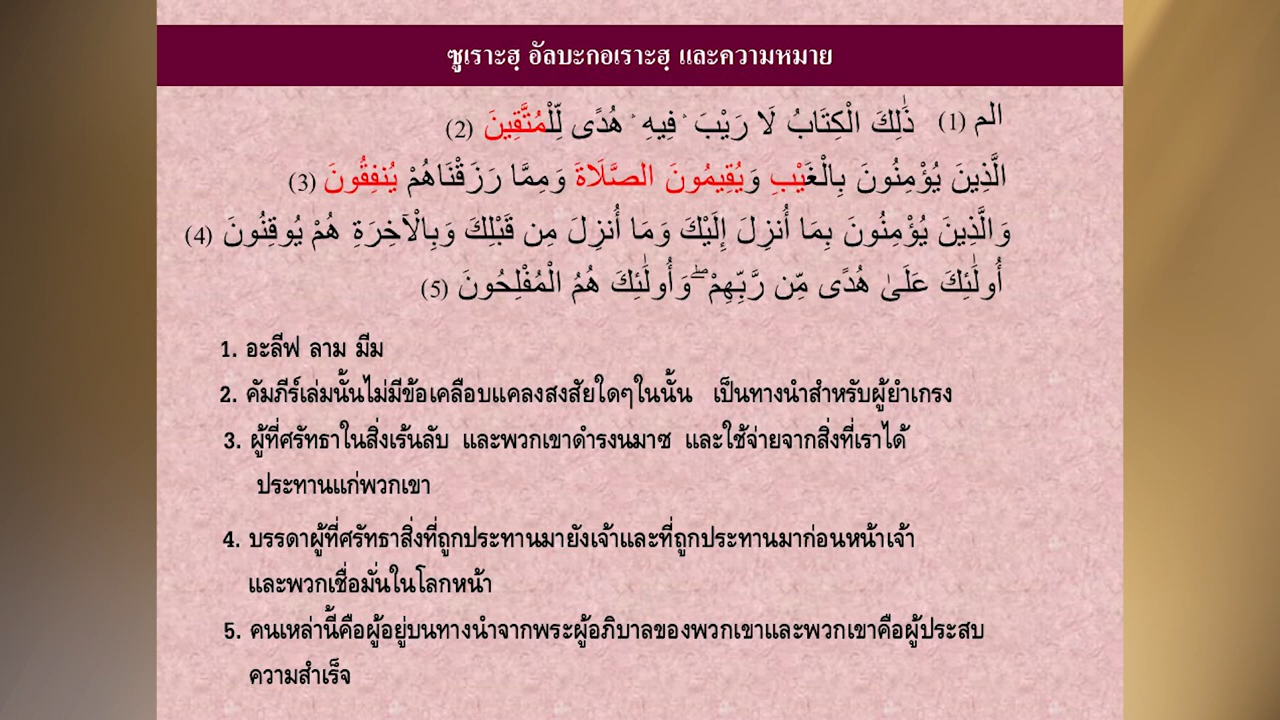 ซูเราะฮฺ อัลบะกอเราะฮฺ และความหมาย
الم (1) ذَٰلِكَ الْكِتَابُ لَا رَيْبَ ۛ فِيهِ ۛ هُدًى لِّلْمُتَّقِينَ (2)
الَّذِينَ يُؤْمِنُونَ بِالْغَيْبِ وَيُقِيمُونَ الصَّلَاةَ وَمِمَّا رَزَقْنَاهُمْ يُنفِقُونَ (3)
وَالَّذِينَ يُؤْمِنُونَ بِمَا أُنزِلَ إِلَيْكَ وَمَا أُنزِلَ مِن قَبْلِكَ وَبِالْآخِرَةِ هُمْ يُوقِنُونَ (4)
أُولَٰئِكَ عَلَىٰ هُدًى مِّن رَّبِّهِمْ ۖ وَأُولَٰئِكَ هُمُ الْمُفْلِحُونَ (5)
1. อะลีฟ ลาม มีม
2. คัมภีร์เล่มนั้นไม่มีข้อเคลือบแคลงสงสัยใดๆในนั้น เป็นทางนำสำหรับผู้ยำเกรง
3. ผู้ที่ศรัทธาในสิ่งเร้นลับ และพวกเขาดำรงนมาซ และใช้จ่ายจากสิ่งที่เราได้
ประทานแก่พวกเขา
4. บรรดาผู้ที่ศรัทธาสิ่งที่ถูกประทานมายังเจ้าและที่ถูกประทานมาก่อนหน้าเจ้า
และพวกเชื่อมั่นในโลกหน้า
5. คนเหล่านี้คือผู้อยู่บนทางนำจากพระผู้อภิบาลของพวกเขาและพวกเขาคือผู้ประสบ
ความสำเร็จ